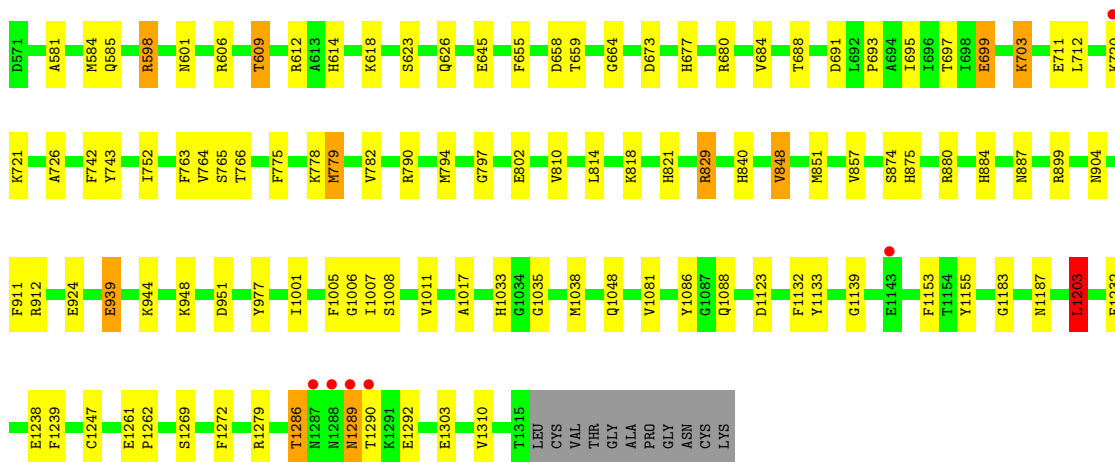 D571 A581 M584 Q585 R598 N601 R606 T609 R612 A613 H614 K618 S623 Q626 E645 F655 D658 T659 G664 D673 H677 R680 V684 T688 D691 L692 P693 A694 I695 I696 T697 I698 E699 K703 E711 L712 K720
K721 A726 F742 Y743 I752 F763 V764 S765 T766 F775 K778 M779 V782 R790 M794 G797 E802 V810 L814 K818 H821 R829 H840 V848 M851 V857 S874 H875 R880 H884 N887 R899 N904
F911 R912 E924 E939 K944 K948 D951 Y977 I1001 F1005 G1006 I1007 S1008 V1011 A1017 H1033 G1034 G1035 M1038 Q1048 V1081 Y1086 G1087 Q1088 D1123 F1132 Y1133 G1139 E1143 F1153 T1154 Y1155 G1183 N1187 L1203
E1238 F1239 C1247 E1261 P1262 S1269 F1272 R1279 T1286 N1287 N1288 N1289 T1290 K1291 E1292 E1303 V1310 T1315 LEU CYS VAL THR GLY ALA PRO GLY ASN CYS LYS